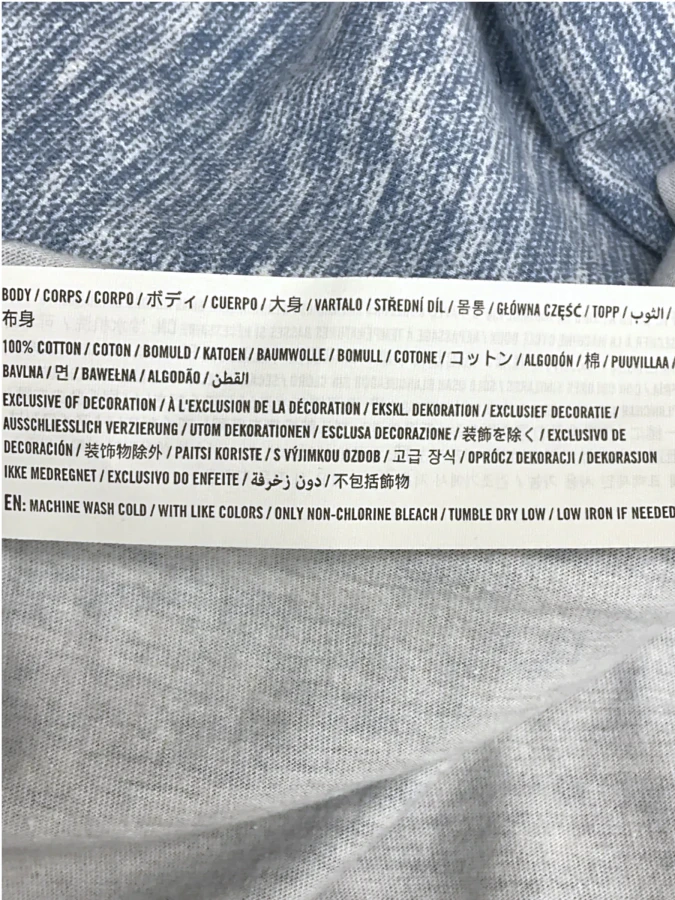 BODY / CORPS / CORPO / ボディ / CUERPO / 大身 / VARTALO / STŘEDNÍ DÍL / 몸통 / GŁÓWNA CZĘŚĆ / TOPP / الثوب /
布身
100% COTTON / COTON / BOMULD / KATOEN / BAUMWOLLE / BOMULL / COTONE / コットン / ALGODÓN / 棉 / PUUVILLAA /
BAVLNA / 면 / BAWEŁNA / ALGODÃO / القطن
EXCLUSIVE OF DECORATION / À L'EXCLUSION DE LA DÉCORATION / EKSKL. DEKORATION / EXCLUSIEF DECORATIE /
AUSSCHLIESSLICH VERZIERUNG / UTOM DEKORATIONEN / ESCLUSA DECORAZIONE / 装飾を除く / EXCLUSIVO DE
DECORACIÓN / 装饰物除外 / PAITSI KORISTE / S VÝJIMKOU OZDOB / 고급 장식 / OPRÓCZ DEKORACJI / DEKORASJON
IKKE MEDREGNET / EXCLUSIVO DO ENFEITE / دون زخرفة / 不包括飾物
EN: MACHINE WASH COLD / WITH LIKE COLORS / ONLY NON-CHLORINE BLEACH / TUMBLE DRY LOW / LOW IRON IF NEEDED